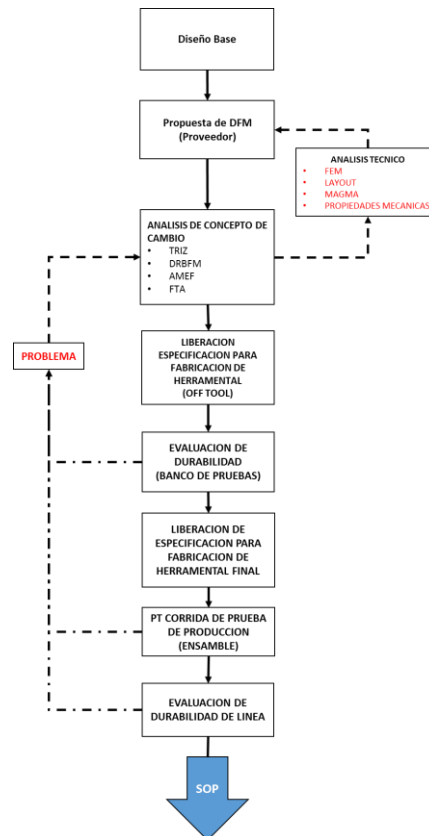 Diseño Base
Propuesta de DFM
(Proveedor)
ANALISIS TECNICO
• FEM
• LAYOUT
• MAGMA
• PROPIEDADES MECANICAS
ANALISIS DE CONCEPTO DE
CAMBIO
• TRIZ
• DRBFM
• AMEF
• FTA
PROBLEMA
LIBERACION
ESPECIFICACION PARA
FABRICACION DE
HERRAMENTAL
(OFF TOOL)
EVALUACION DE
DURABILIDAD
(BANCO DE PRUEBAS)
LIBERACION DE
ESPECIFICACION PARA
FABRICACION DE
HERRAMENTAL FINAL
PT CORRIDA DE PRUEBA
DE PRODUCCION
(ENSAMBLE)
EVALUACION DE
DURABILIDAD DE LINEA
SOP